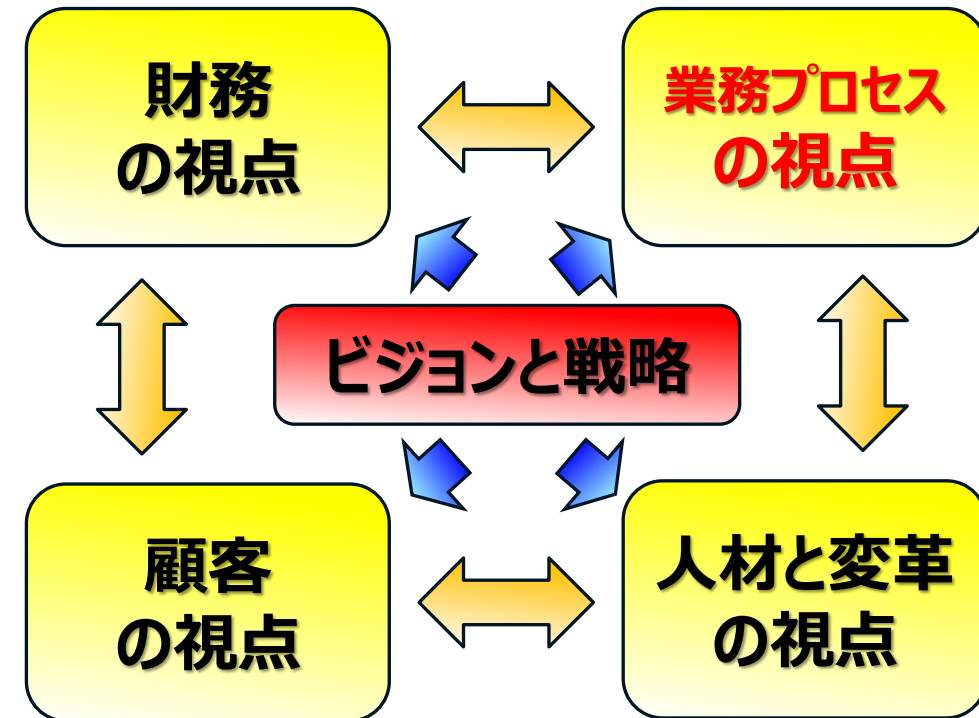 財務
の視点
業務プロセス
の視点
ビジョンと戦略
顧客
の視点
人材と変革
の視点